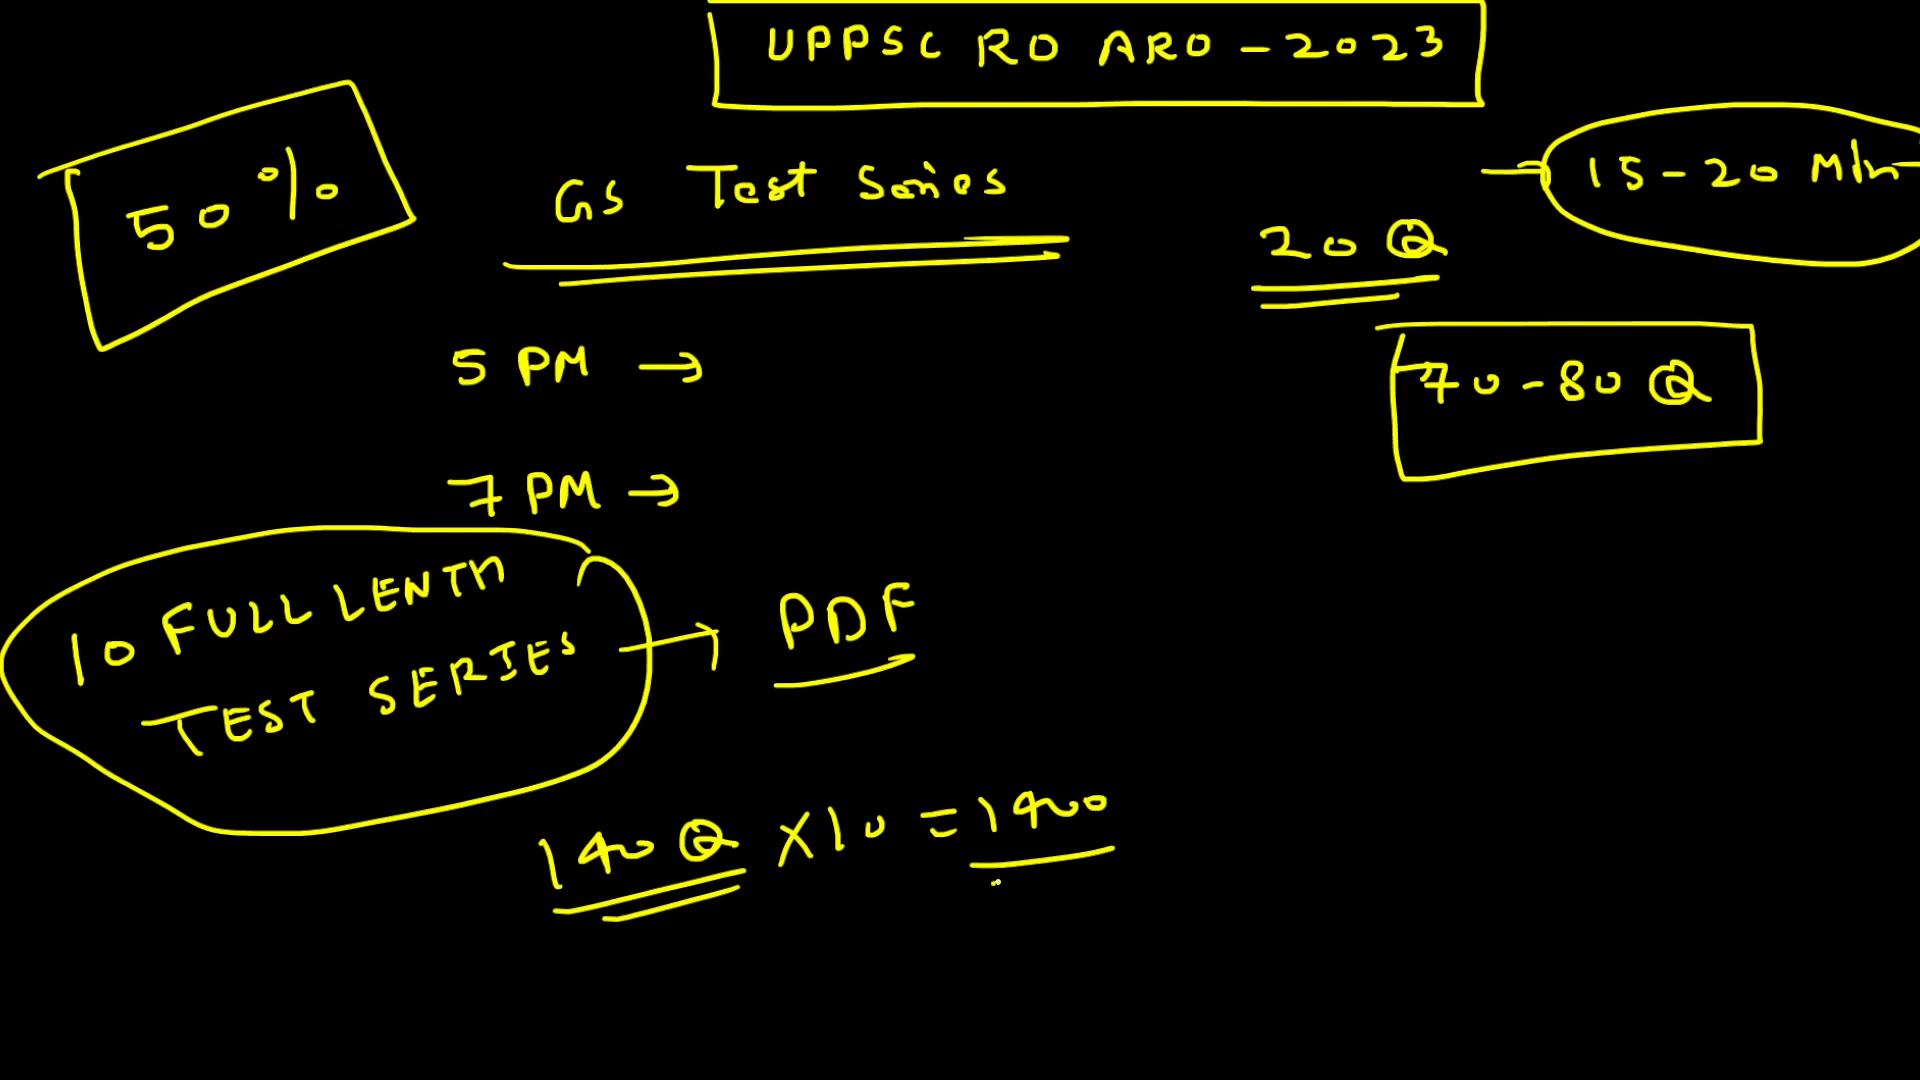 UPPSC RO ARO - 2023
50%
GS Test Series
15-20 Min
20 Q
5 PM →
70-80 Q
7 PM →
10 FULL LENTH
TEST SERIES → PDF
140 Q × 10 = 1400